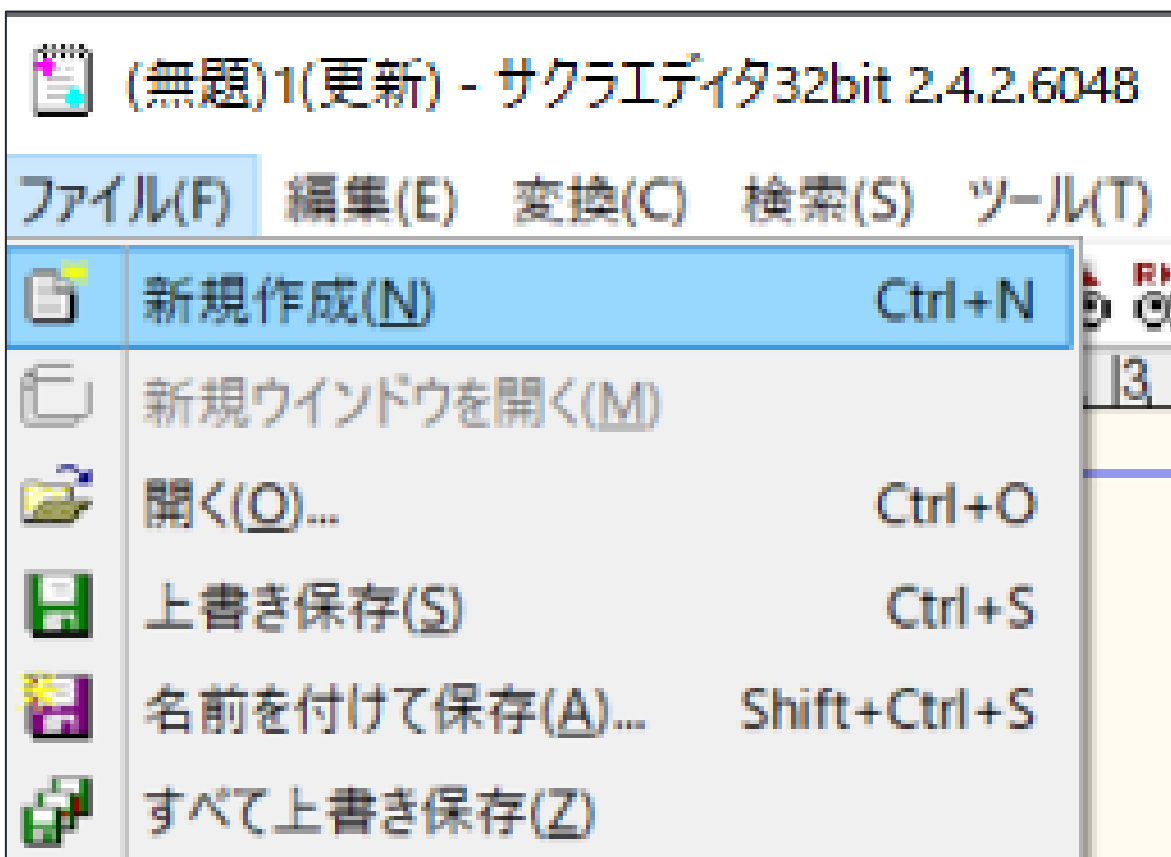 (無題)1(更新) - サクラエディタ32bit 2.4.2.6048
ファイル(F) 編集(E) 変換(C) 検索(S) ツール(T)
新規作成(N) Ctrl+N
新規ウインドウを開く(M)
開く(O)... Ctrl+O
上書き保存(S) Ctrl+S
名前を付けて保存(A)... Shift+Ctrl+S
すべて上書き保存(Z)
3